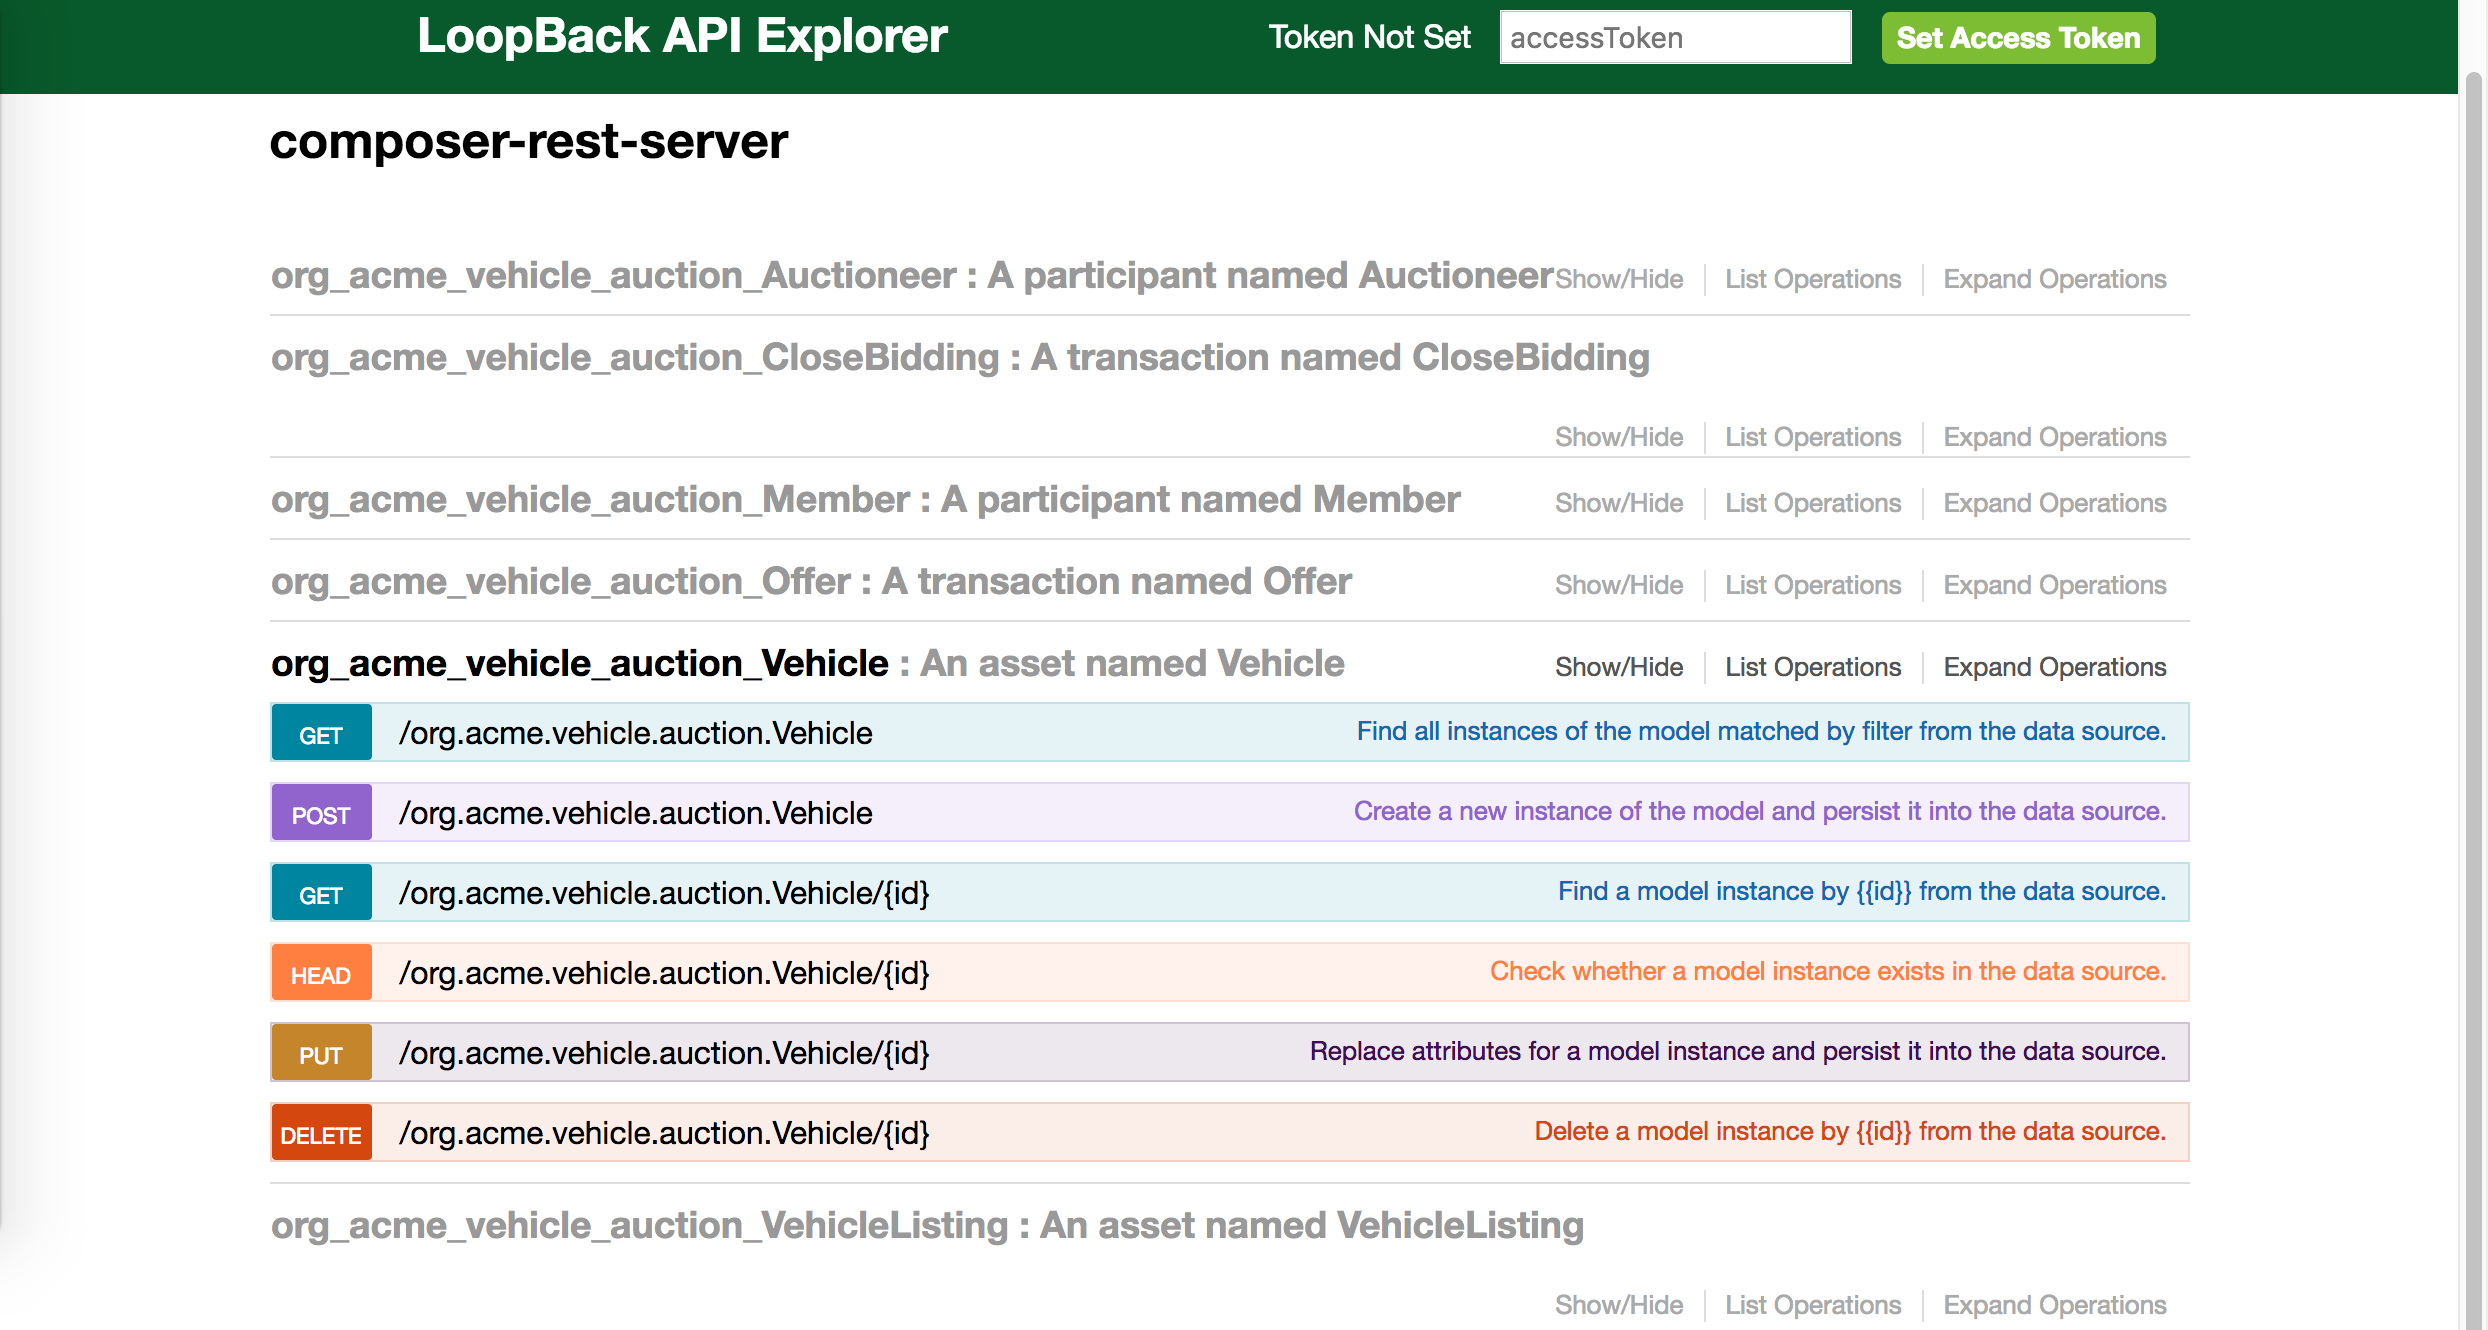 LoopBack API Explorer Token Not Set accessToken Set Access Token
composer-rest-server
org_acme_vehicle_auction_Auctioneer : A participant named Auctioneer Show/Hide List Operations Expand Operations
org_acme_vehicle_auction_CloseBidding : A transaction named CloseBidding
Show/Hide List Operations Expand Operations
org_acme_vehicle_auction_Member : A participant named Member Show/Hide List Operations Expand Operations
org_acme_vehicle_auction_Offer : A transaction named Offer Show/Hide List Operations Expand Operations
org_acme_vehicle_auction_Vehicle : An asset named Vehicle Show/Hide List Operations Expand Operations
GET /org.acme.vehicle.auction.Vehicle Find all instances of the model matched by filter from the data source.
POST /org.acme.vehicle.auction.Vehicle Create a new instance of the model and persist it into the data source.
GET /org.acme.vehicle.auction.Vehicle/{id} Find a model instance by {{id}} from the data source.
HEAD /org.acme.vehicle.auction.Vehicle/{id} Check whether a model instance exists in the data source.
PUT /org.acme.vehicle.auction.Vehicle/{id} Replace attributes for a model instance and persist it into the data source.
DELETE /org.acme.vehicle.auction.Vehicle/{id} Delete a model instance by {{id}} from the data source.
org_acme_vehicle_auction_VehicleListing : An asset named VehicleListing
Show/Hide List Operations Expand Operations